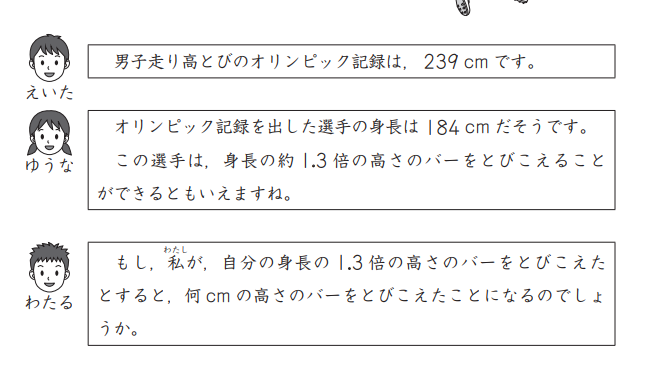 男子走り高とびのオリンピック記録は，239 cm です。
えいた
オリンピック記録を出した選手の身長は 184 cm だそうです。
この選手は，身長の約 1.3 倍の高さのバーをとびこえること
ができるともいえますね。
ゆうな
わたし
もし，私が，自分の身長の 1.3 倍の高さのバーをとびこえた
とすると，何 cm の高さのバーをとびこえたことになるのでしょ
うか。
わたる